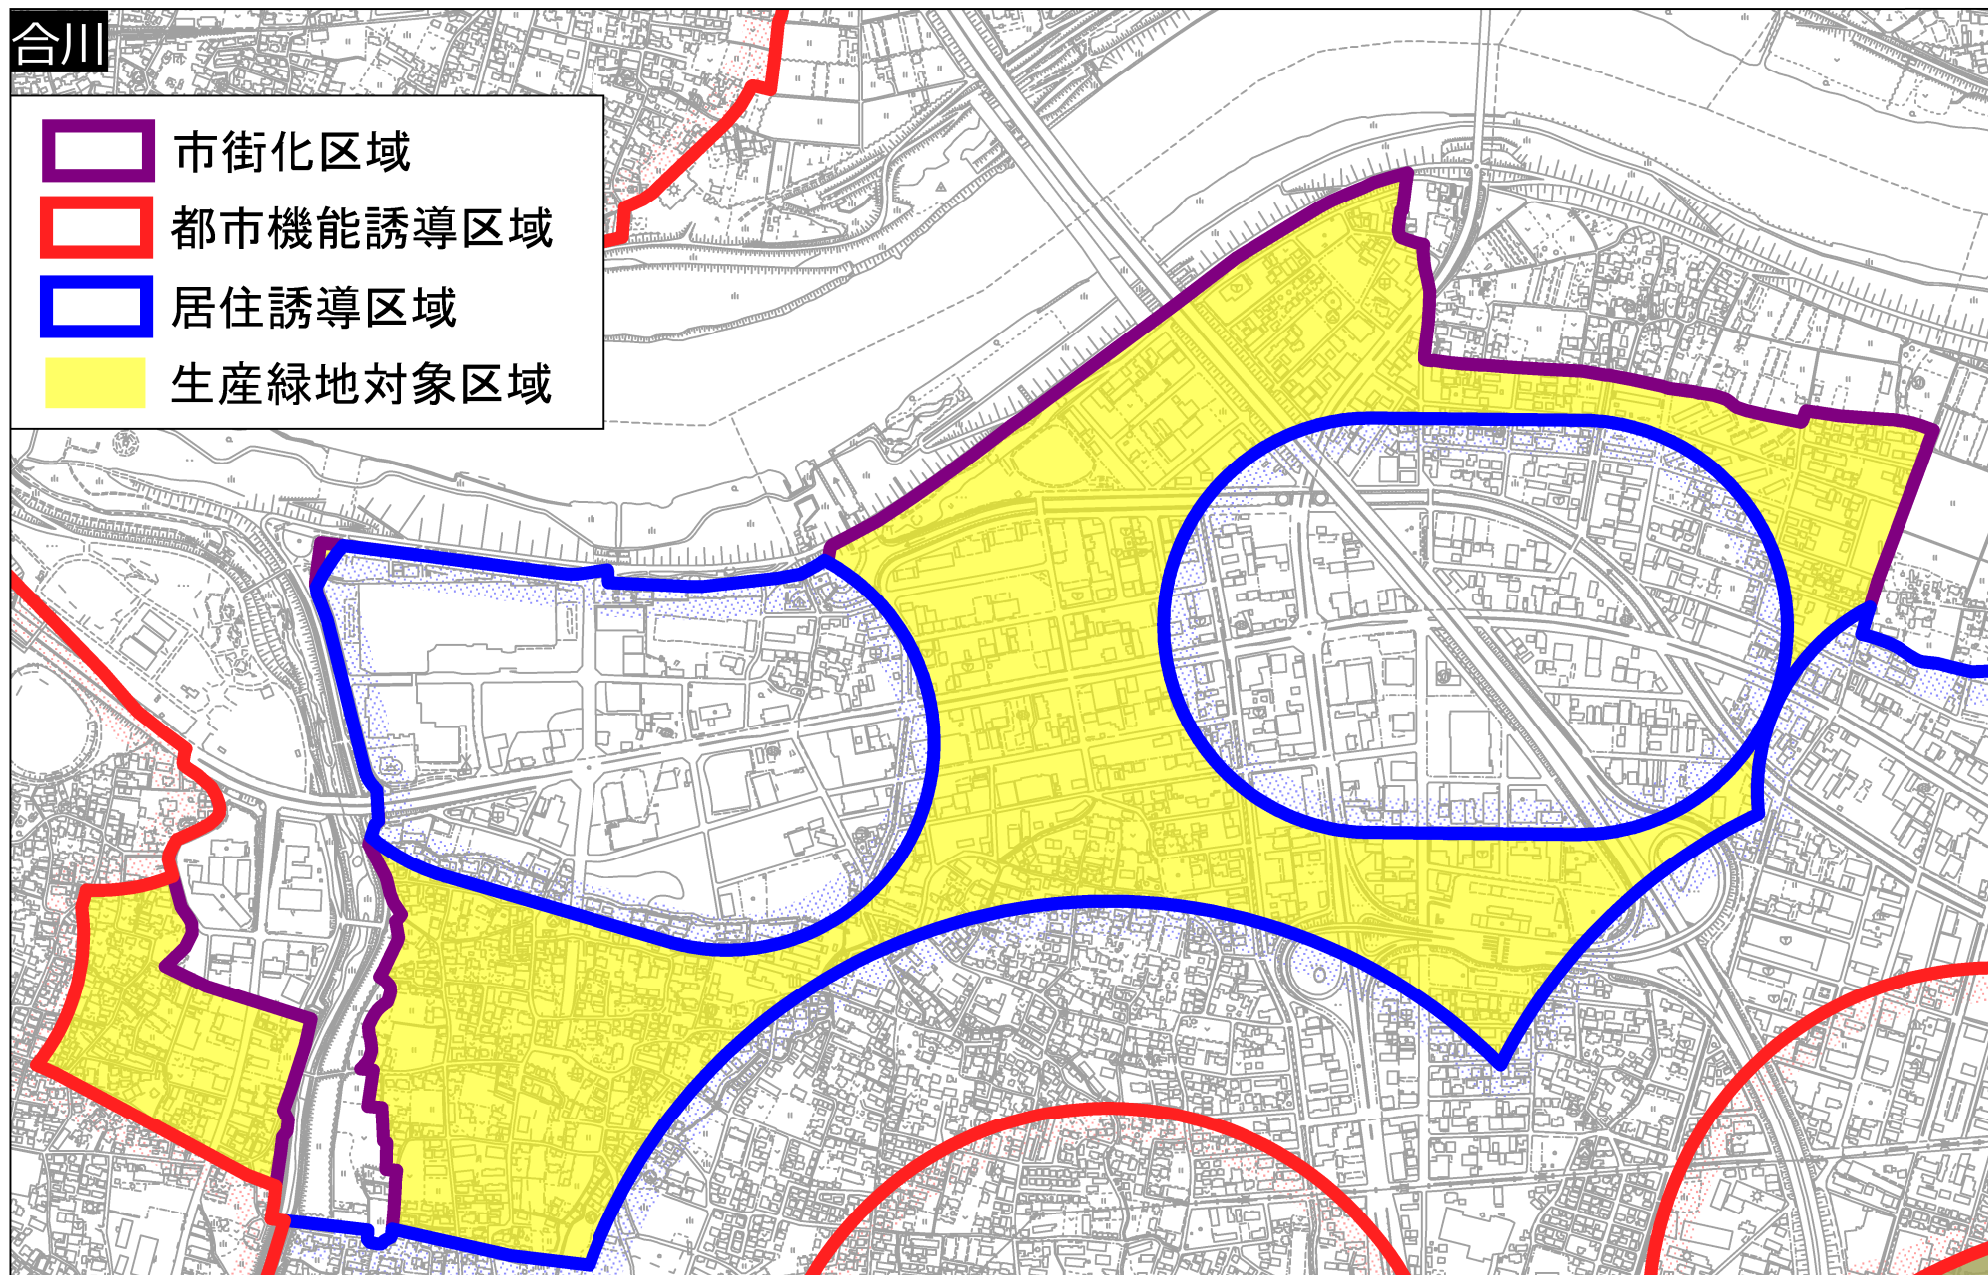 合川
市街化区域
都市機能誘導区域
居住誘導区域
生産緑地対象区域